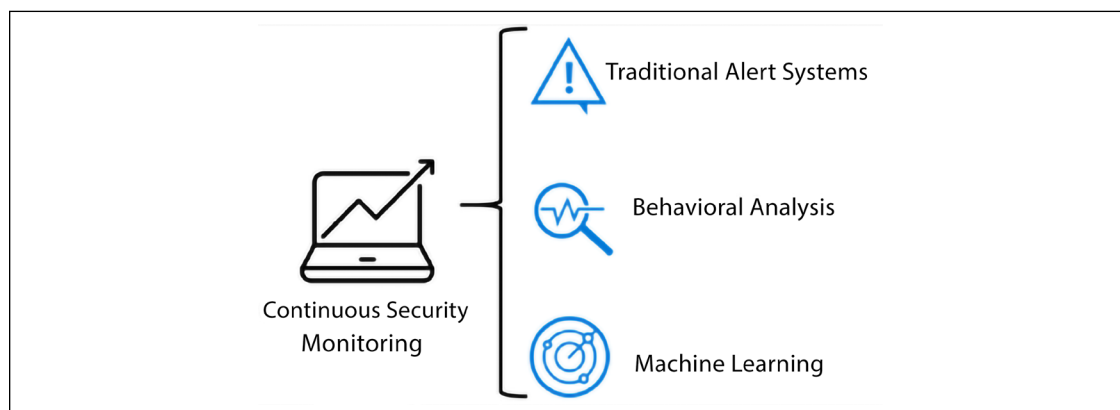 Traditional Alert Systems
Behavioral Analysis
Continuous Security
Monitoring
Machine Learning